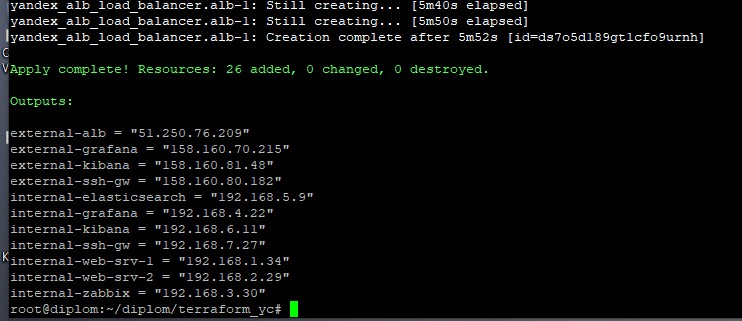 yandex_alb_load_balancer.alb-1: Still creating... [5m40s elapsed]
yandex_alb_load_balancer.alb-1: Still creating... [5m50s elapsed]
yandex_alb_load_balancer.alb-1: Creation complete after 5m52s [id=ds7o5d189gt1cfo9urnh]
Apply complete! Resources: 26 added, 0 changed, 0 destroyed.
Outputs:
external-alb = "51.250.76.209"
external-grafana = "158.160.70.215"
external-kibana = "158.160.81.48"
external-ssh-gw = "158.160.80.182"
internal-elasticsearch = "192.168.5.9"
internal-grafana = "192.168.4.22"
internal-kibana = "192.168.6.11"
internal-ssh-gw = "192.168.7.27"
internal-web-srv-1 = "192.168.1.34"
internal-web-srv-2 = "192.168.2.29"
internal-zabbix = "192.168.3.30"
root@diplom:~/diplom/terraform_yc#